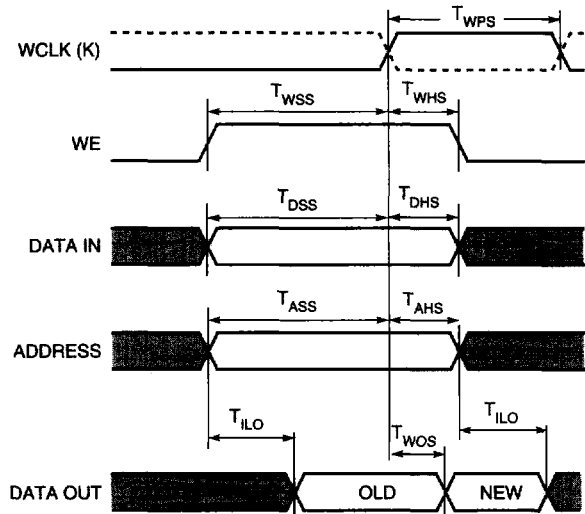 T_WPS
WCLK (K)
T_WSS T_WHS
WE
T_DSS T_DHS
DATA IN
T_ASS T_AHS
ADDRESS
T_ILO T_WOS T_ILO
DATA OUT OLD NEW